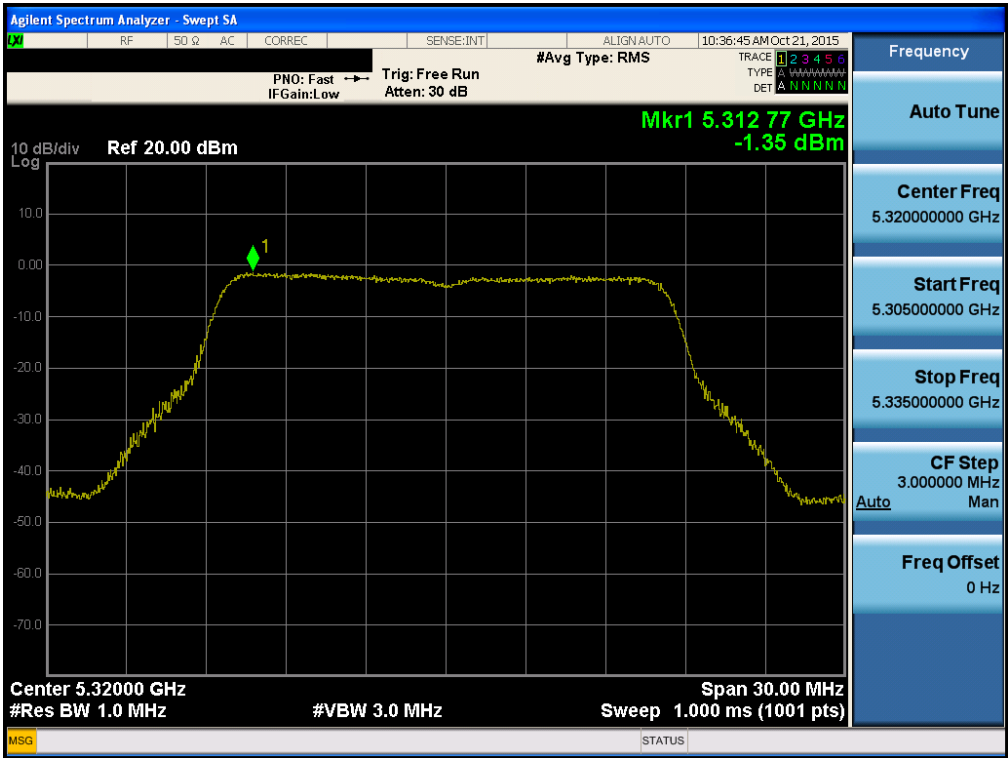 Agilent Spectrum Analyzer - Swept SA
LXI RF 50 Ω AC CORREC SENSE:INT ALIGN AUTO 10:36:45 AM Oct 21, 2015
PNO: Fast
IFGain:Low
Trig: Free Run
Atten: 30 dB
#Avg Type: RMS
TRACE 1 2 3 4 5 6
TYPE A WWWWW
DET A N N N N N
Mkr1 5.312 77 GHz
-1.35 dBm
10 dB/div
Log
Ref 20.00 dBm
1
10.0
0.00
-10.0
-20.0
-30.0
-40.0
-50.0
-60.0
-70.0
Center 5.32000 GHz
Span 30.00 MHz
#Res BW 1.0 MHz
#VBW 3.0 MHz
Sweep 1.000 ms (1001 pts)
MSG
STATUS
Frequency
Auto Tune
Center Freq
5.320000000 GHz
Start Freq
5.305000000 GHz
Stop Freq
5.335000000 GHz
CF Step
3.000000 MHz
Auto Man
Freq Offset
0 Hz